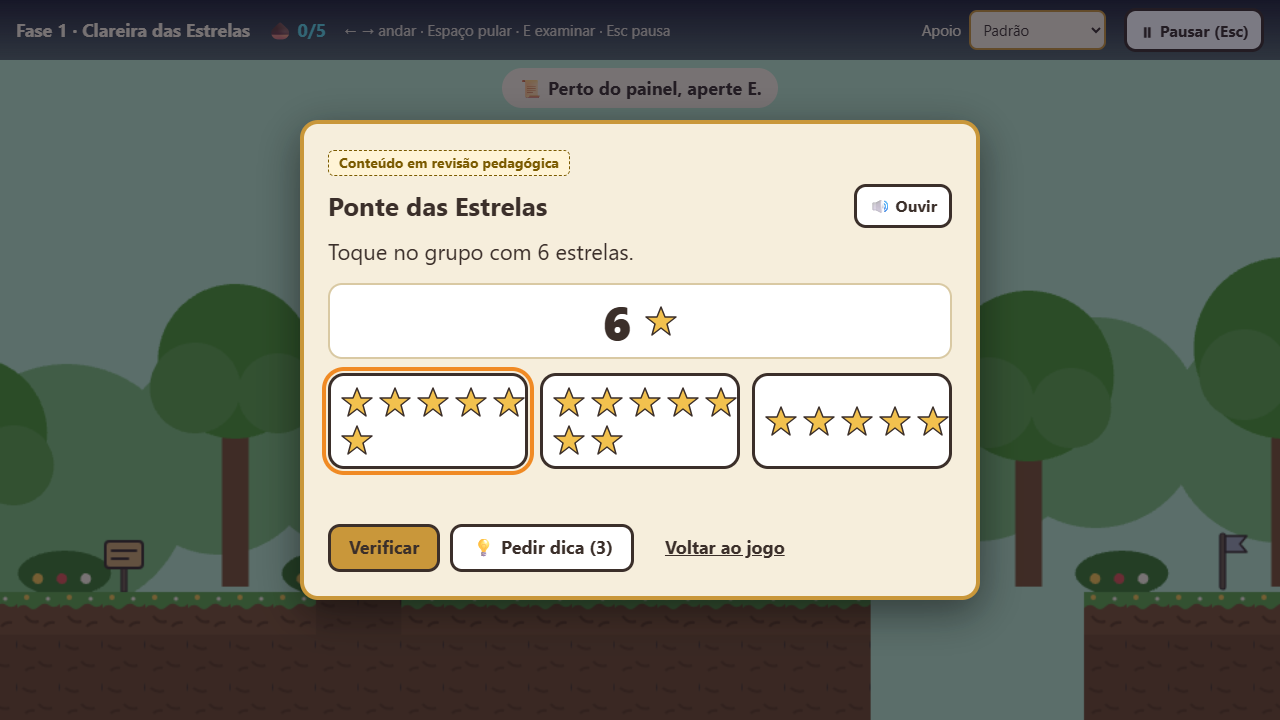 Fase 1 · Clareira das Estrelas 0/5 ← → andar · Espaço pular · E examinar · Esc pausa Apoio Padrão Pausar (Esc)
Perto do painel, aperte E.
Conteúdo em revisão pedagógica
Ponte das Estrelas Ouvir
Toque no grupo com 6 estrelas.
6
Verificar Pedir dica (3) Voltar ao jogo